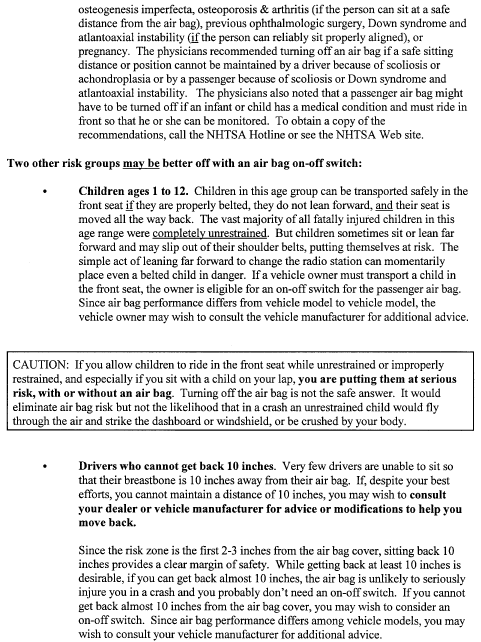 osteogenesis imperfecta, osteoporosis & arthritis (if the person can sit at a safe
distance from the air bag), previous ophthalmologic surgery, Down syndrome and
atlantoaxial instability (if the person can reliably sit properly aligned), or
pregnancy. The physicians recommended turning off an air bag if a safe sitting
distance or position cannot be maintained by a driver because of scoliosis or
achondroplasia or by a passenger because of scoliosis or Down syndrome and
atlantoaxial instability. The physicians also noted that a passenger air bag might
have to be turned off if an infant or child has a medical condition and must ride in
front so that he or she can be monitored. To obtain a copy of the
recommendations, call the NHTSA Hotline or see the NHTSA Web site.
Two other risk groups may be better off with an air bag on-off switch:
• Children ages 1 to 12. Children in this age group can be transported safely in the
front seat if they are properly belted, they do not lean forward, and their seat is
moved all the way back. The vast majority of all fatally injured children in this
age range were completely unrestrained. But children sometimes sit or lean far
forward and may slip out of their shoulder belts, putting themselves at risk. The
simple act of leaning far forward to change the radio station can momentarily
place even a belted child in danger. If a vehicle owner must transport a child in
the front seat, the owner is eligible for an on-off switch for the passenger air bag.
Since air bag performance differs from vehicle model to vehicle model, the
vehicle owner may wish to consult the vehicle manufacturer for additional advice.
CAUTION: If you allow children to ride in the front seat while unrestrained or improperly
restrained, and especially if you sit with a child on your lap, you are putting them at serious
risk, with or without an air bag. Turning off the air bag is not the safe answer. It would
eliminate air bag risk but not the likelihood that in a crash an unrestrained child would fly
through the air and strike the dashboard or windshield, or be crushed by your body.
• Drivers who cannot get back 10 inches. Very few drivers are unable to sit so
that their breastbone is 10 inches away from their air bag. If, despite your best
efforts, you cannot maintain a distance of 10 inches, you may wish to consult
your dealer or vehicle manufacturer for advice or modifications to help you
move back.
Since the risk zone is the first 2-3 inches from the air bag cover, sitting back 10
inches provides a clear margin of safety. While getting back at least 10 inches is
desirable, if you can get back almost 10 inches, the air bag is unlikely to seriously
injure you in a crash and you probably don't need an on-off switch. If you cannot
get back almost 10 inches from the air bag cover, you may wish to consider an
on-off switch. Since air bag performance differs among vehicle models, you may
wish to consult your vehicle manufacturer for additional advice.